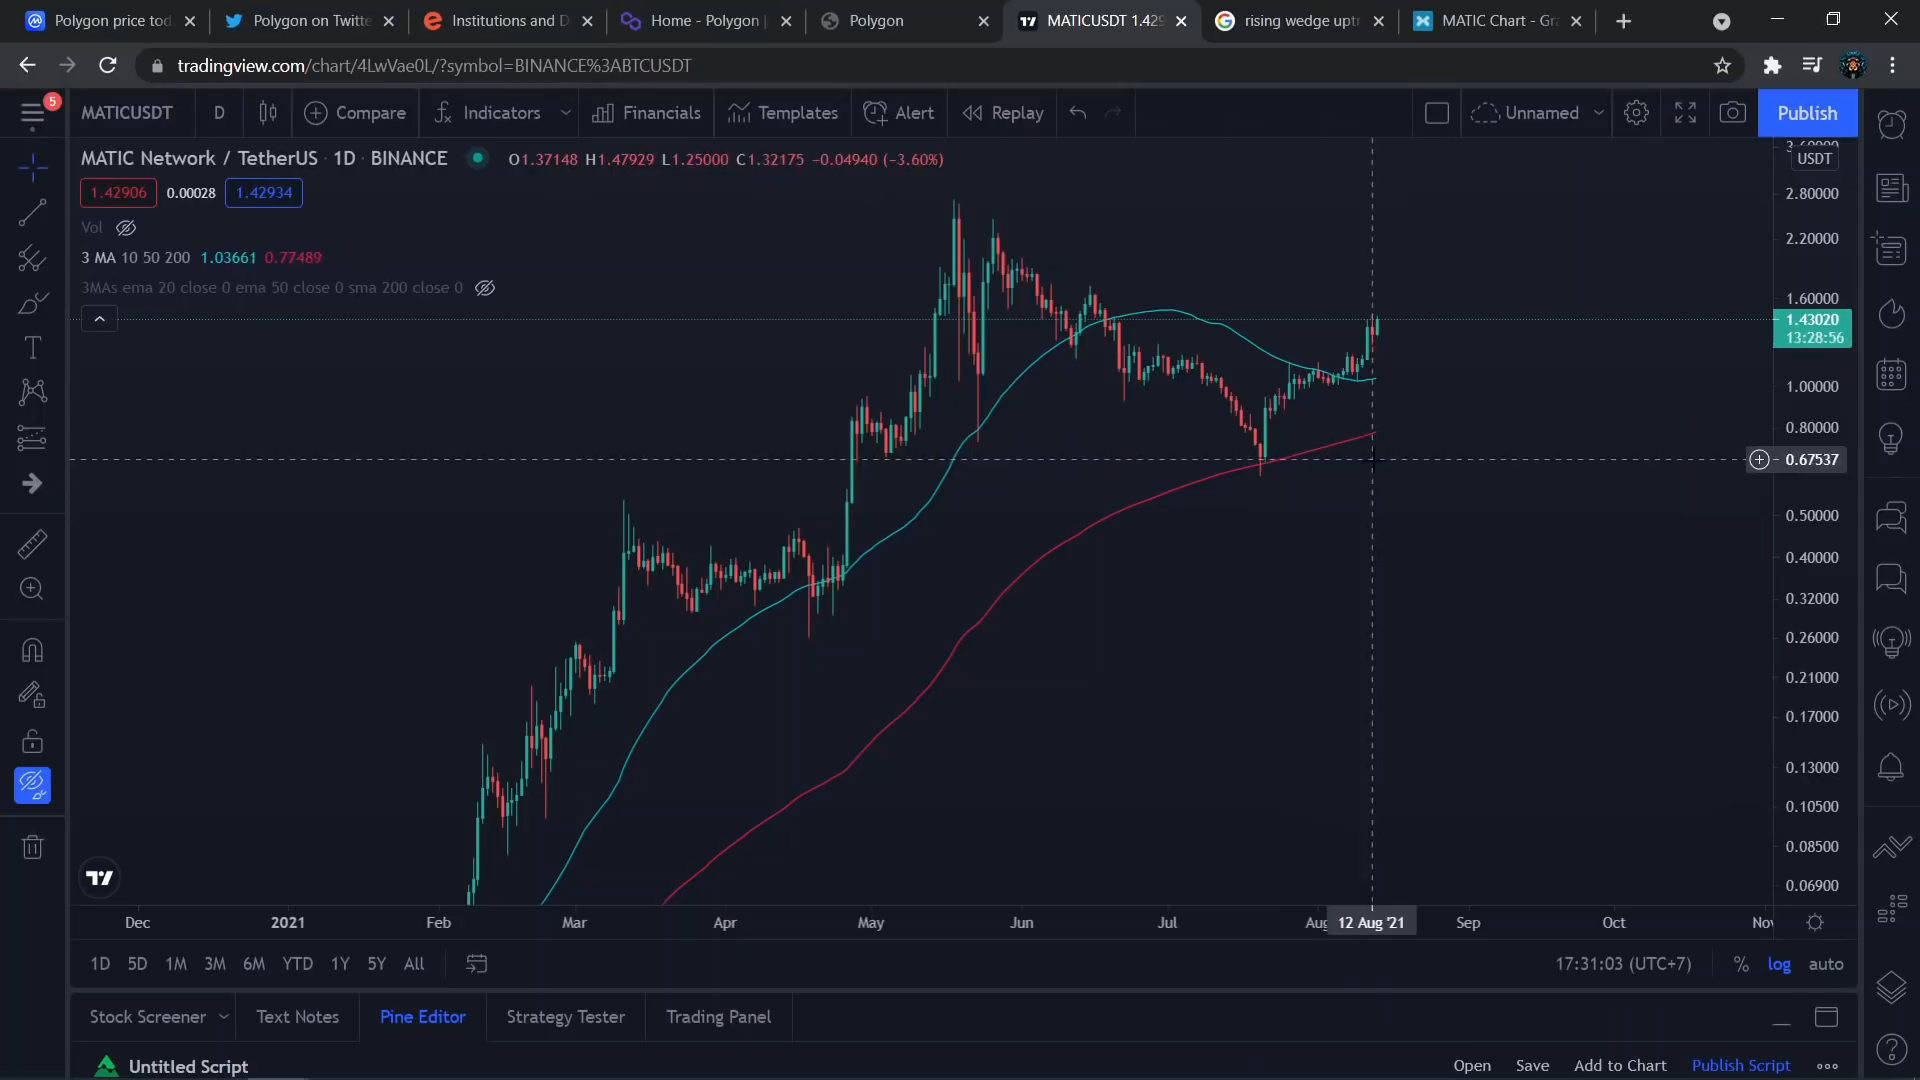 Polygon price tod
Polygon on Twitte
Institutions and D
Home - Polygon |
Polygon
MATICUSDT 1.429
rising wedge uptr
MATIC Chart - Gr
tradingview.com/chart/4LwVae0L/?symbol=BINANCE%3ABTCUSDT
5
MATICUSDT
D
Compare
Indicators
Financials
Templates
Alert
Replay
Unnamed
Publish
MATIC Network / TetherUS · 1D · BINANCE
O1.37148 H1.47929 L1.25000 C1.32175 -0.04940 (-3.60%)
1.42906
0.00028
1.42934
Vol
3 MA 10 50 200 1.03661 0.77489
3MAs ema 20 close 0 ema 50 close 0 sma 200 close 0
USDT
2.80000
2.20000
1.60000
1.43020
13:28:56
1.00000
0.80000
0.67537
0.50000
0.40000
0.32000
0.26000
0.21000
0.17000
0.13000
0.10500
0.08500
0.06900
Dec
2021
Feb
Mar
Apr
May
Jun
Jul
Aug
12 Aug '21
Sep
Oct
Nov
1D
5D
1M
3M
6M
YTD
1Y
5Y
All
17:31:03 (UTC+7)
%
log
auto
Stock Screener
Text Notes
Pine Editor
Strategy Tester
Trading Panel
Untitled Script
Open
Save
Add to Chart
Publish Script